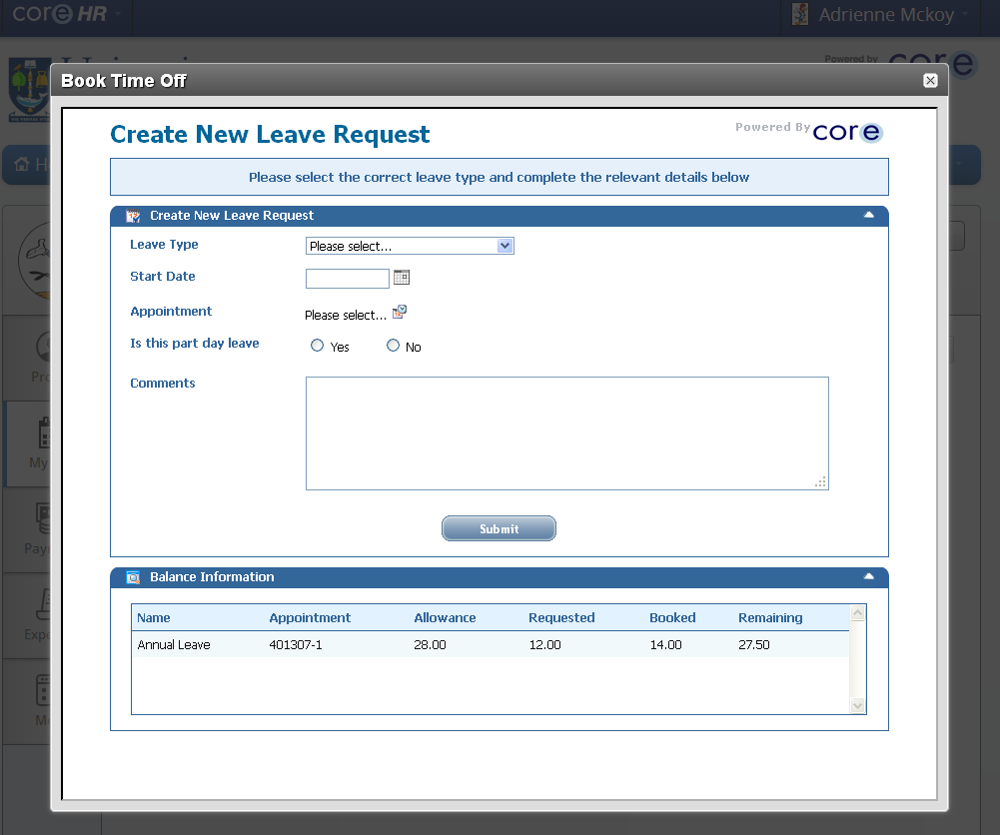 core HR
Adrienne Mckoy
Powered by
core
Book Time Off
Create New Leave Request
Powered By core
Please select the correct leave type and complete the relevant details below
Create New Leave Request
Leave Type Please select...
Start Date
Appointment Please select...
Is this part day leave Yes No
Comments
Submit
Balance Information
Name Appointment Allowance Requested Booked Remaining
Annual Leave 401307-1 28.00 12.00 14.00 27.50